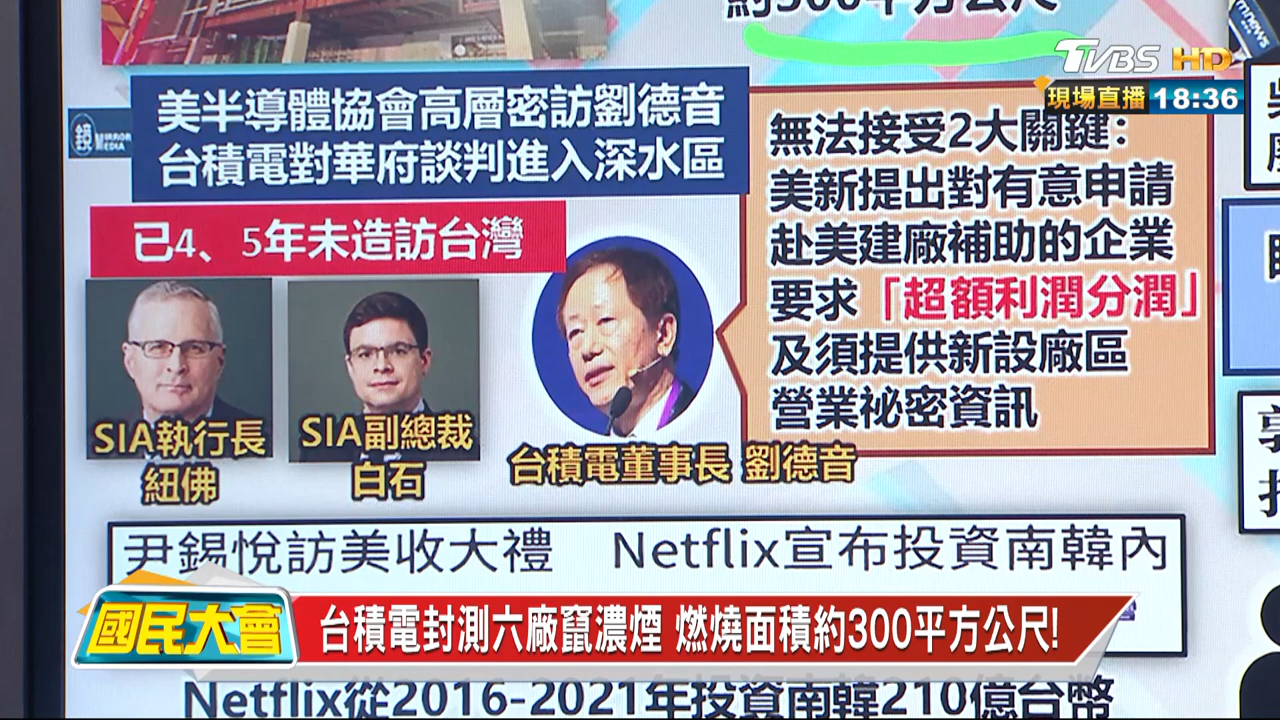 約300平方公尺
mnews
TVBS HD
現場直播 18:36
鏡 MIRROR MEDIA
美半導體協會高層密訪劉德音
台積電對華府談判進入深水區
已4、5年未造訪台灣
SIA執行長
紐佛
SIA副總裁
白石
台積電董事長 劉德音
無法接受2大關鍵：
美新提出對有意申請
赴美建廠補助的企業
要求「超額利潤分潤」
及須提供新設廠區
營業祕密資訊
尹錫悅訪美收大禮 Netflix宣布投資南韓內
國民大會
台積電封測六廠竄濃煙 燃燒面積約300平方公尺!
Netflix從2016-2021年投資南韓210億台幣